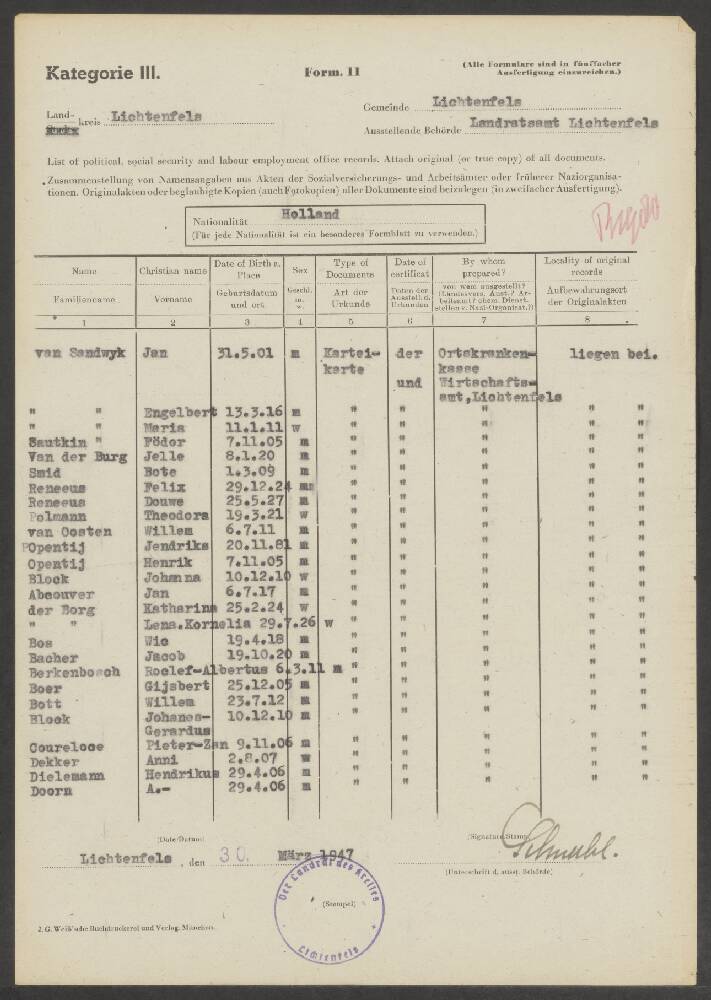 (Alle Formulare sind in fünffacher
Ausfertigung einzureichen.)
Kategorie III.
Form. 11
Land-
kreis Lichtenfels
Gemeinde Lichtenfels
Ausstellende Behörde Landratsamt Lichtenfels
List of political, social security and labour employment office records. Attach original (or true copy) of all documents.
Zusammenstellung von Namensangaben aus Akten der Sozialversicherungs- und Arbeitsämter oder früherer Naziorganisa-
tionen. Originalakten oder beglaubigte Kopien (auch Fotokopien) aller Dokumente sind beizulegen (in zweifacher Ausfertigung).
Nationalität Holland
(Für jede Nationalität ist ein besonderes Formblatt zu verwenden.)
Name Christian name Date of Birth a. Place Sex Type of Documents Date of certificat By whom prepared? Locality of original records
Familienname Vorname Geburtsdatum und ort Geschl. m. w. Art der Urkunde Daten der Ausstell. d. Urkunden von wem ausgestellt? (Landesvers. Anst.? Arbeitsamt? ehem. Dienststellen v. Nazi-Organisat.?) Aufbewahrungsort der Originalakten
1 2 3 4 5 6 7 8
van Sandwyk Jan 31.5.01 m Kartei- der Ortskranken- liegen bei.
karte kasse
und Wirtschafts-
amt,Lichtenfels
" " Engelbert 13.3.16 m " " " " "
" " Maria 11.1.11 w " " " " "
Sautkin " Födor 7.11.05 m " " " " "
Van der Burg Jelle 8.1.20 m " " " " "
Smid Bote 1.3.09 m " " " " "
Reneeus Felix 29.12.24 m " " " " "
Reneeus Douwe 25.5.27 m " " " " "
Polmann Theodora 19.3.21 w " " " " "
van Oosten Willem 6.7.11 m " " " " "
Opentij Jendriks 20.11.81 m " " " " "
Opentij Henrik 7.11.05 m " " " " "
Block Johanna 10.12.10 w " " " " "
Abcouver Jan 6.7.17 m " " " " "
der Borg Katharina 25.2.24 w " " " " "
" " Lena.Kornelia 29.7.26 w " " " " "
Bos Wic 19.4.18 m " " " " "
Bacher Jacob 19.10.20 m " " " " "
Berkenbosch Roelef-Albertus 6.3.11 m " " " " "
Boer Gijsbert 25.12.05 m " " " " "
Bott Willem 23.7.12 m " " " " "
Block Johanes- 10.12.10 m " " " " "
Gerardus
Courelooe Pieter-Zan 9.11.06 m " " " " "
Dekker Anni 2.8.07 w " " " " "
Dielemann Hendrikus 29.4.06 m " " " " "
Doorn A.- 29.4.06 m " " " " "
(Date/Datum)
Lichtenfels, den 30. März 1947
(Signature/Stamp)
(Unterschrift d. ausst. Behörde)
Der Landrat des Kreises
(Stempel)
Lichtenfels
J. G. Weiß'sche Buchdruckerei und Verlag, München.